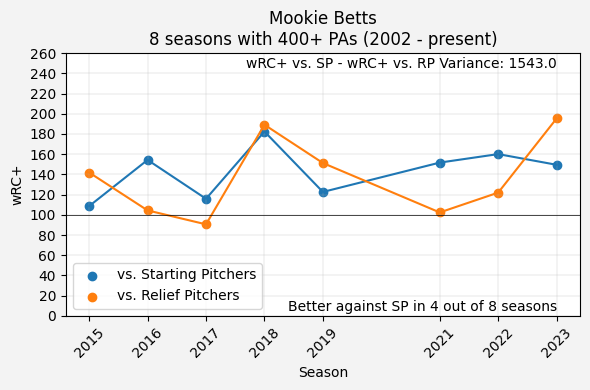 Mookie Betts
8 seasons with 400+ PAs (2002 - present)
wRC+ vs. SP - wRC+ vs. RP Variance: 1543.0
260
240
220
200
180
160
140
120
100
80
60
40
20
0
wRC+
vs. Starting Pitchers
vs. Relief Pitchers
Better against SP in 4 out of 8 seasons
2015
2016
2017
2018
2019
2021
2022
2023
Season